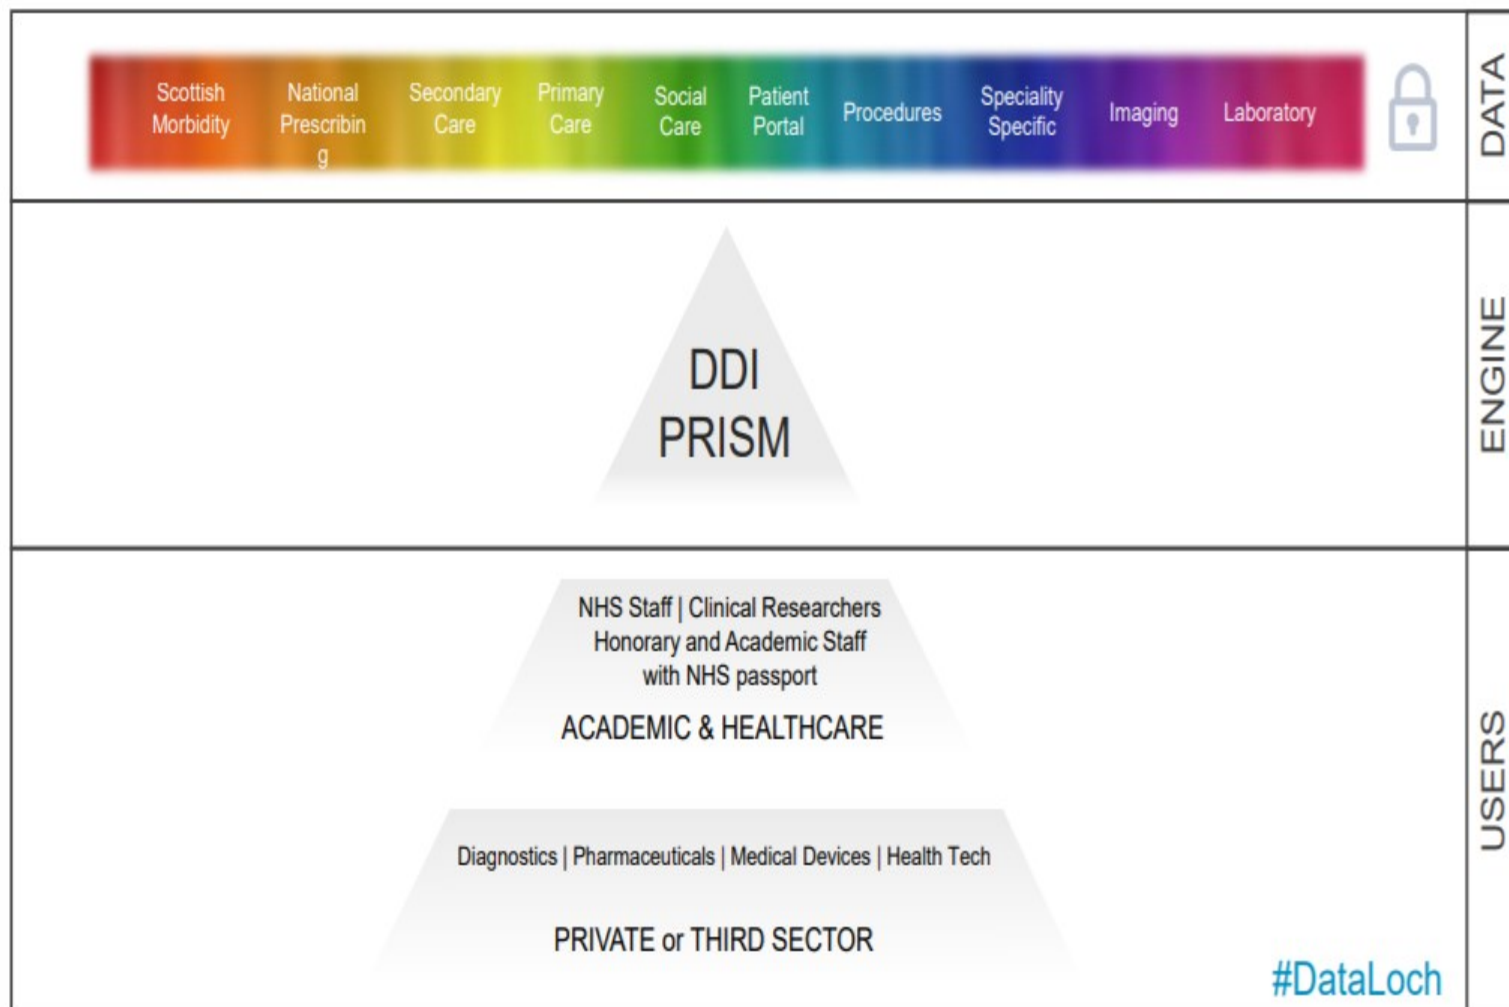 Scottish
Morbidity
National
Prescribin
g
Secondary
Care
Primary
Care
Social
Care
Patient
Portal
Procedures
Speciality
Specific
Imaging
Laboratory
DATA
DDI
PRISM
ENGINE
NHS Staff | Clinical Researchers
Honorary and Academic Staff
with NHS passport
ACADEMIC & HEALTHCARE
Diagnostics | Pharmaceuticals | Medical Devices | Health Tech
PRIVATE or THIRD SECTOR
USERS
#DataLoch